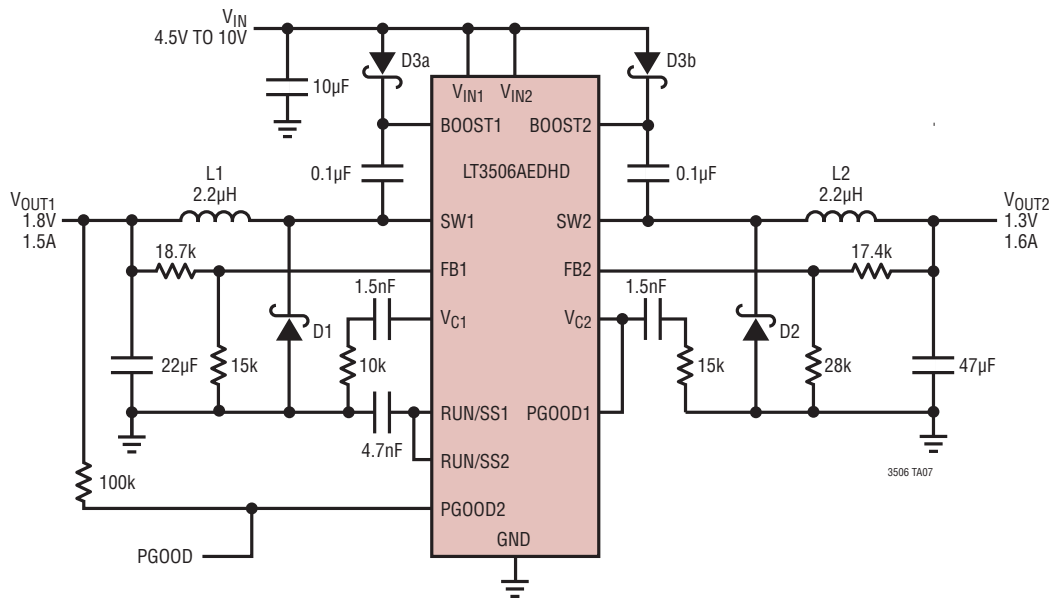 VIN
4.5V TO 10V
10µF
D3a
D3b
VIN1
VIN2
BOOST1
BOOST2
LT3506AEDHD
0.1µF
0.1µF
L1
2.2µH
L2
2.2µH
VOUT1
1.8V
1.5A
SW1
SW2
VOUT2
1.3V
1.6A
18.7k
FB1
FB2
17.4k
1.5nF
1.5nF
VC1
VC2
D1
D2
22µF
15k
10k
15k
28k
47µF
RUN/SS1
PGOOD1
4.7nF
RUN/SS2
3506 TA07
100k
PGOOD2
GND
PGOOD